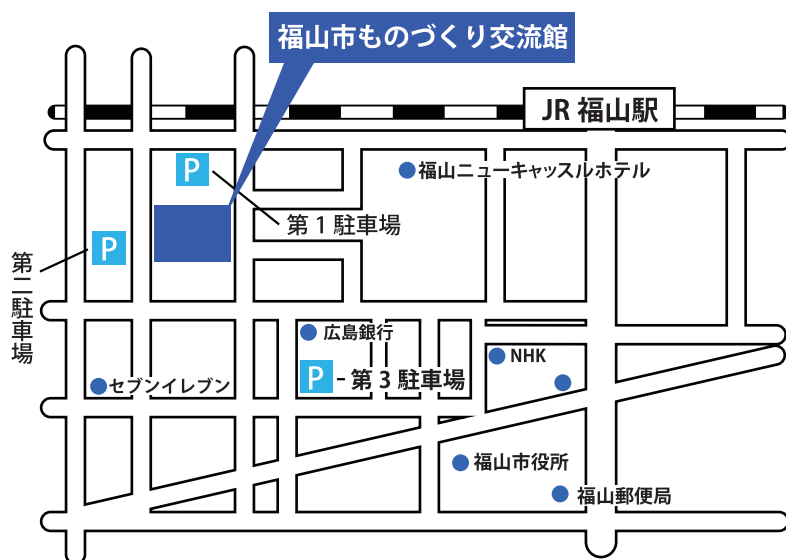 福山市ものづくり交流館
JR 福山駅
P
福山ニューキャッスルホテル
第 1 駐車場
P
第二駐車場
広島銀行
NHK
P
第 3 駐車場
セブンイレブン
福山市役所
福山郵便局